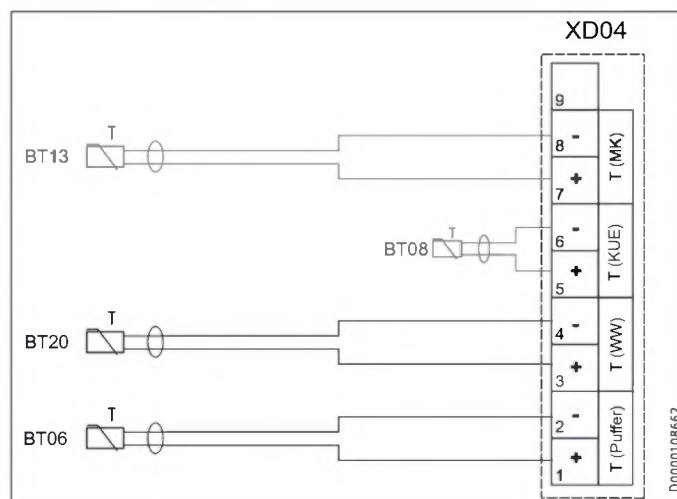 XD04
9
T
8 -
BT13
T (MK)
7 +
T
6 -
BT08
T (KUE)
5 +
T
4 -
BT20
T (WW)
3 +
T
2 -
BT06
T (Puffer)
1 +
D0000108662